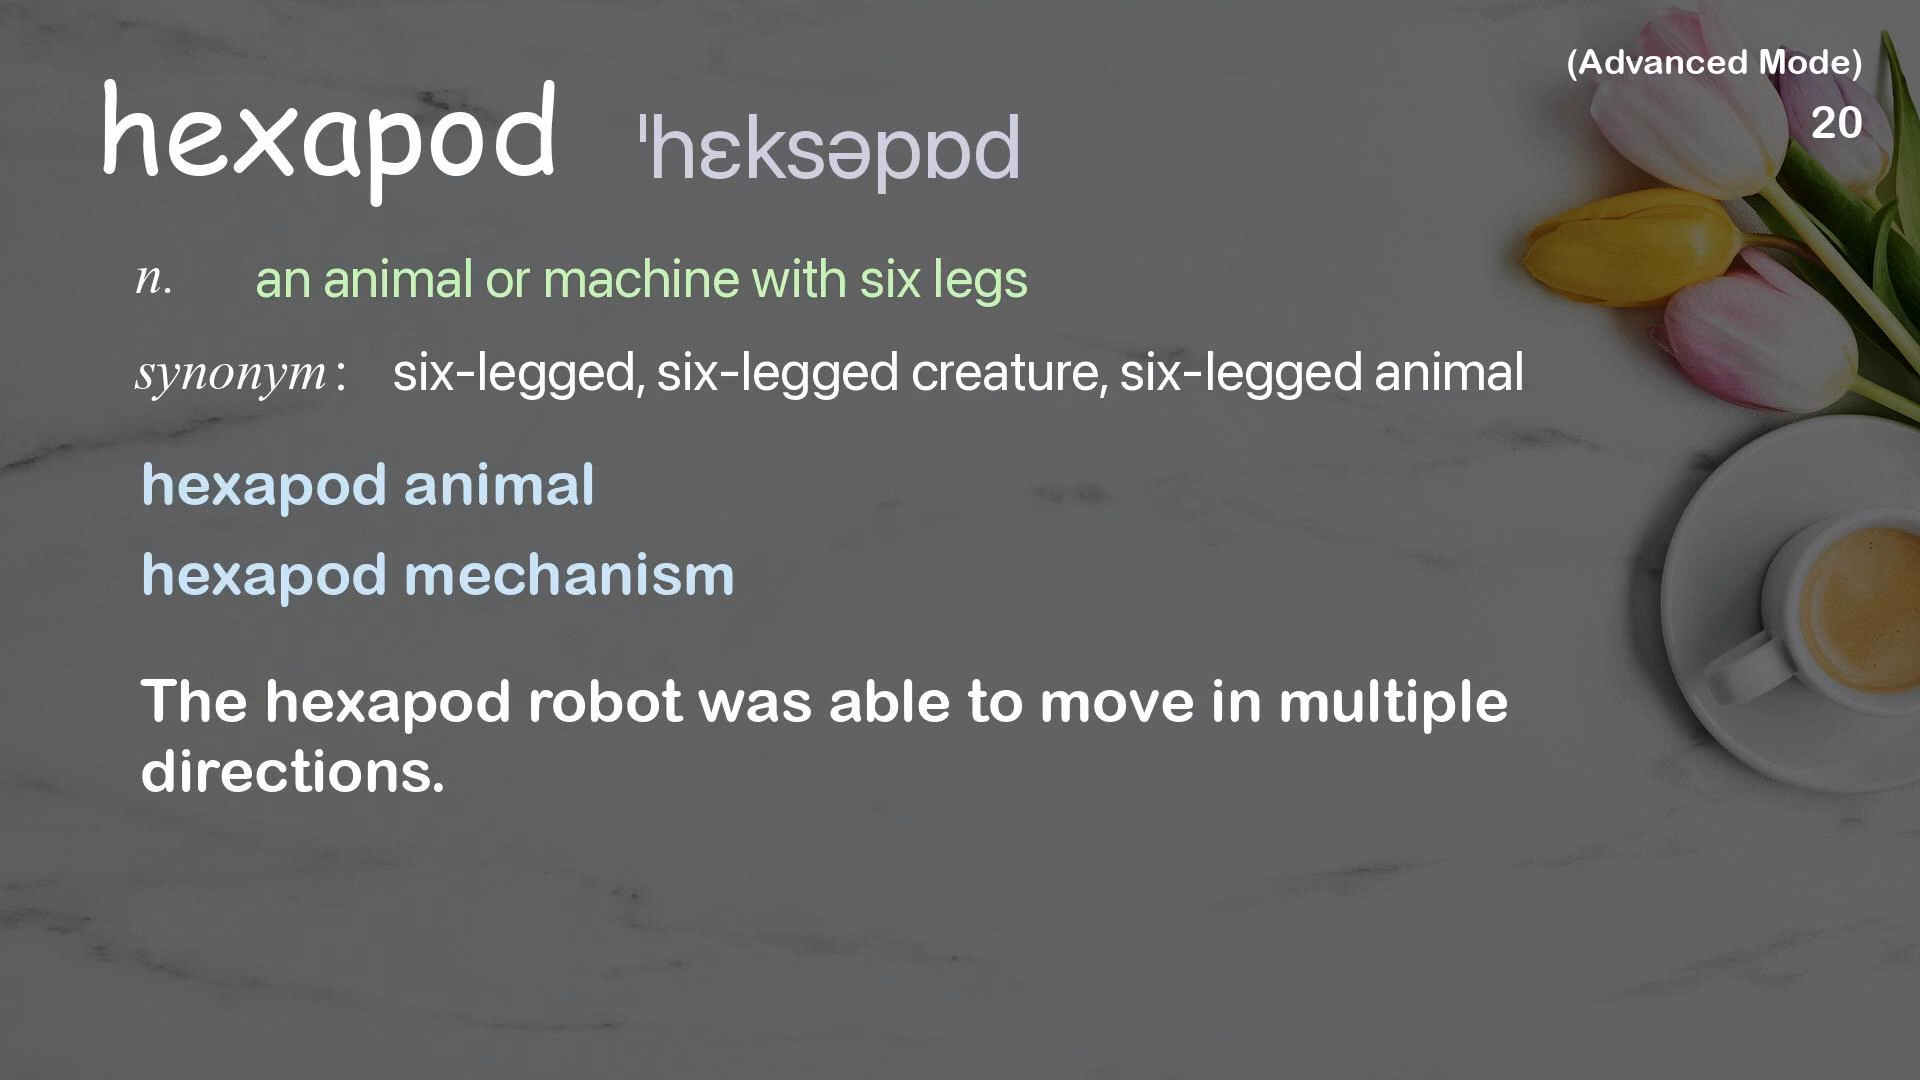 (Advanced Mode)
20
hexapod ˈhɛksəpɒd
n. an animal or machine with six legs
synonym: six-legged, six-legged creature, six-legged animal
hexapod animal
hexapod mechanism
The hexapod robot was able to move in multiple
directions.